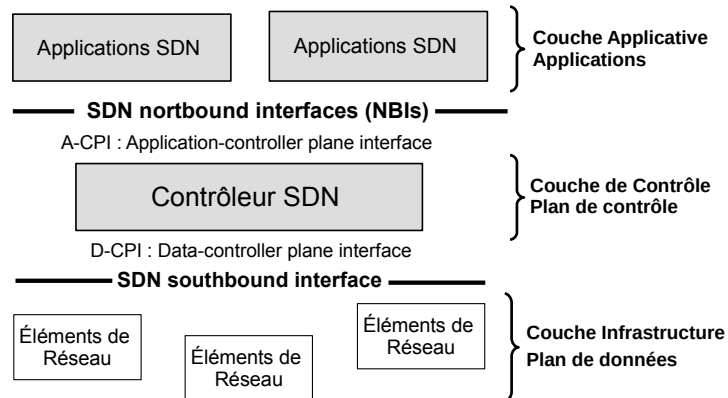 Applications SDN
Applications SDN
Couche Applicative
Applications
SDN nortbound interfaces (NBIs)
A-CPI : Application-controller plane interface
Contrôleur SDN
Couche de Contrôle
Plan de contrôle
D-CPI : Data-controller plane interface
SDN southbound interface
Éléments de
Réseau
Éléments de
Réseau
Éléments de
Réseau
Couche Infrastructure
Plan de données